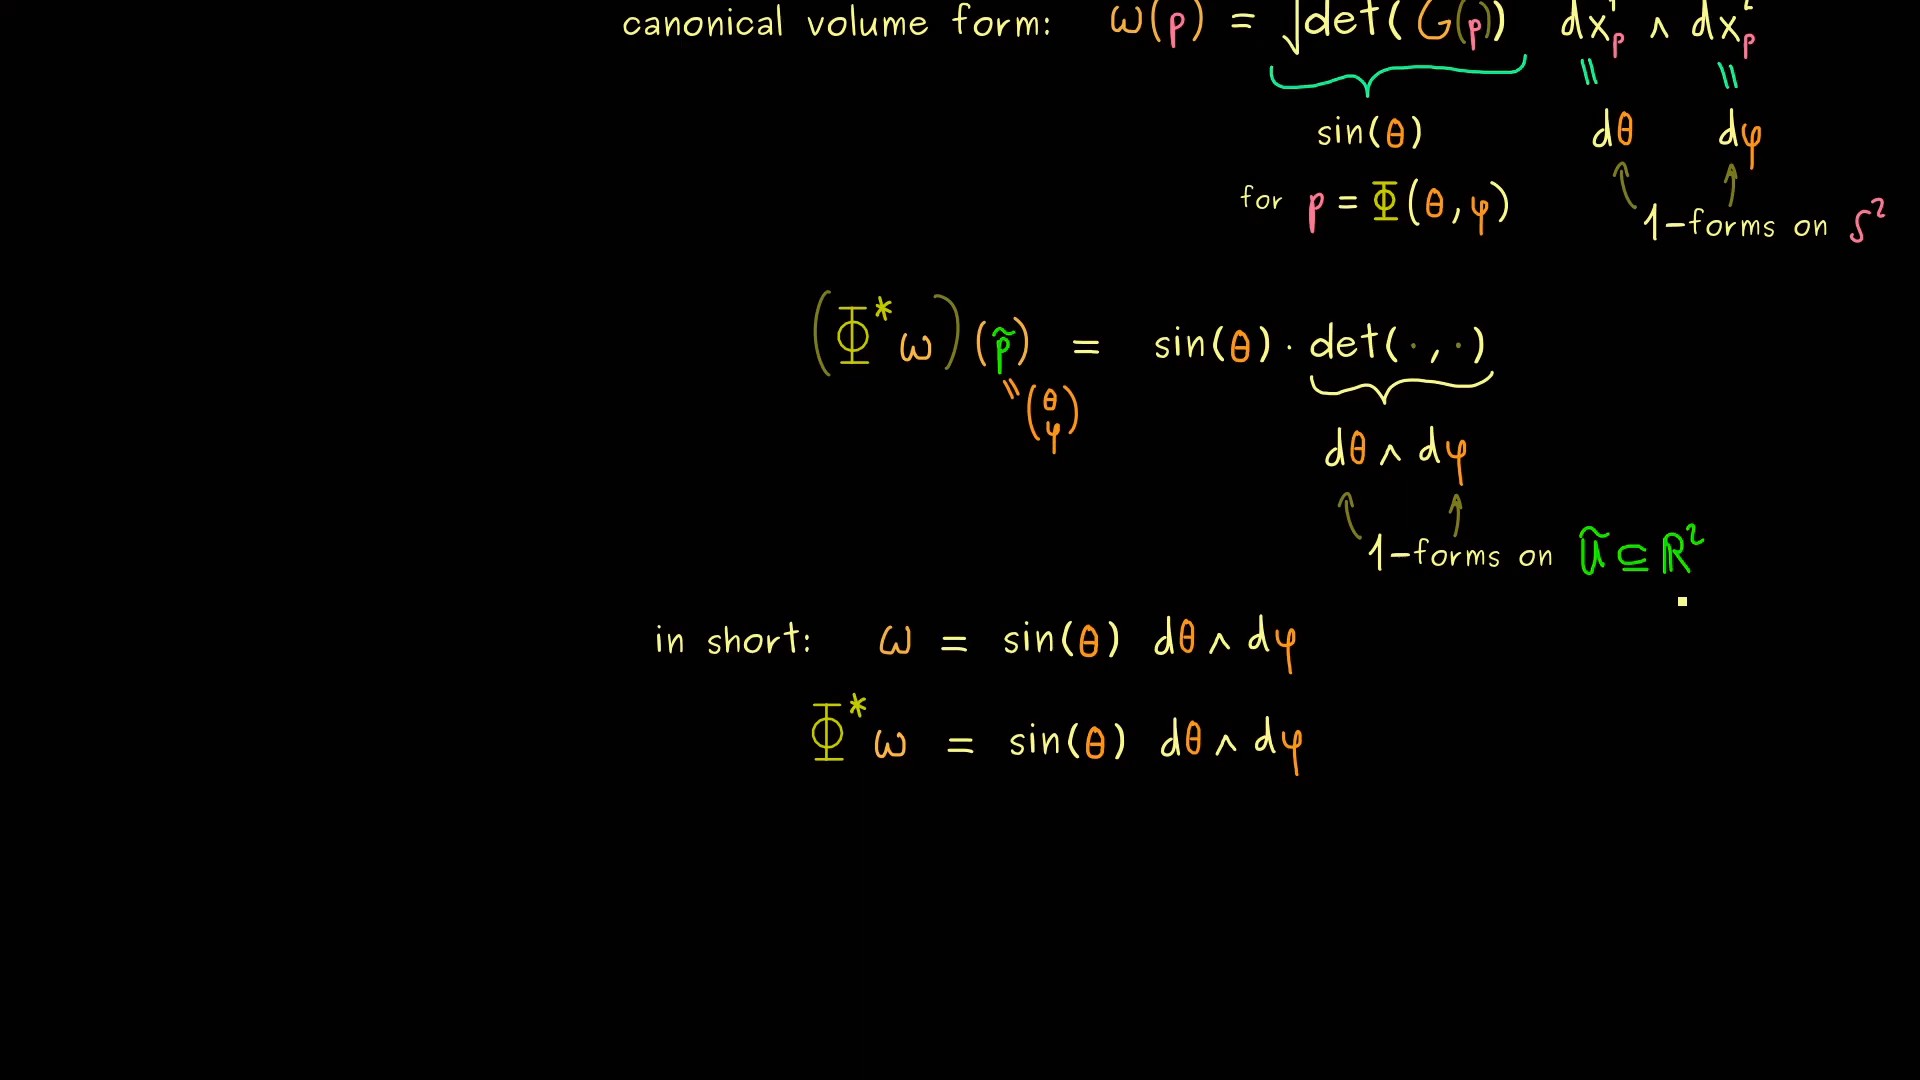 canonical volume form: ω(p) = √det(G(p)) dx¹ₚ ∧ dx²ₚ
= =
sin(θ) dθ dφ
for p = Φ(θ, φ) 1-forms on S²
(Φ*ω)(p̃) = sin(θ) · det(· , ·)
= (θ φ)
dθ ∧ dφ
1-forms on Ũ ⊆ ℝ²
in short: ω = sin(θ) dθ ∧ dφ
Φ*ω = sin(θ) dθ ∧ dφ